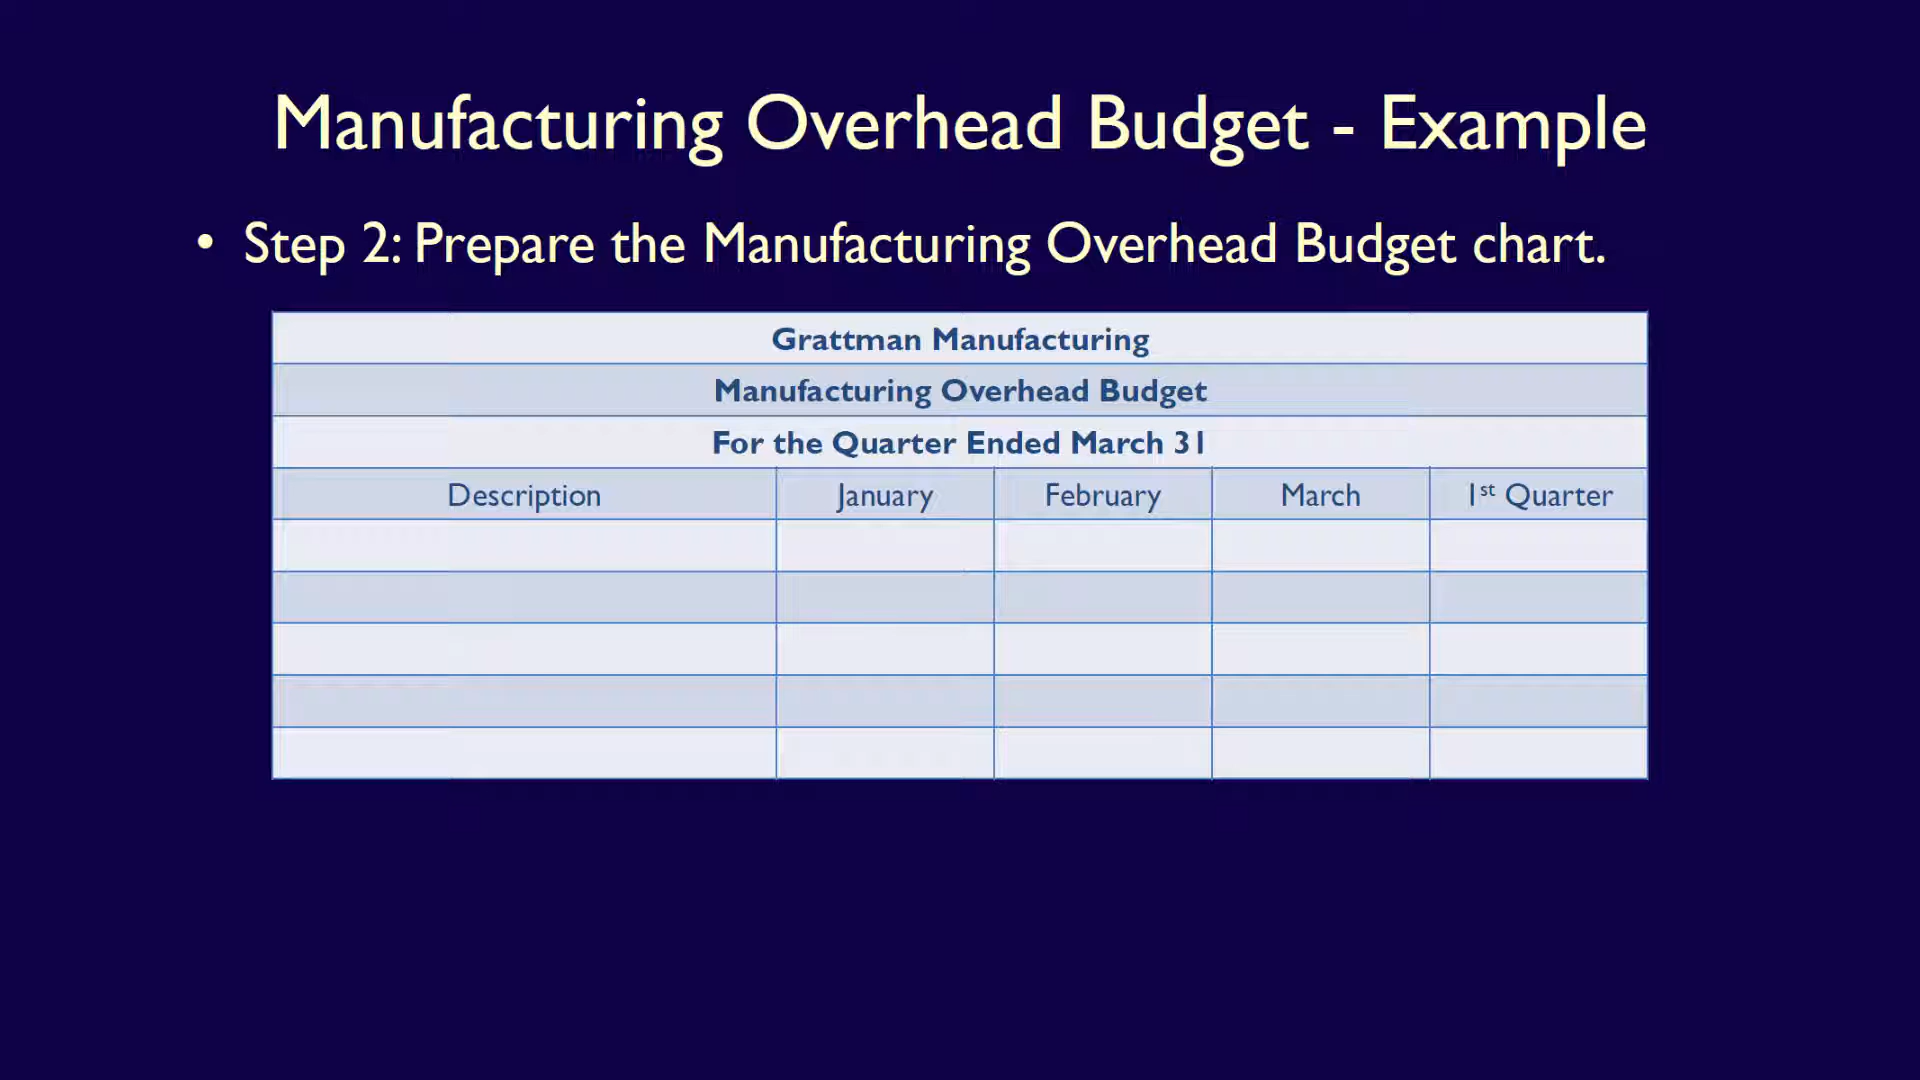 Manufacturing Overhead Budget - Example
• Step 2: Prepare the Manufacturing Overhead Budget chart.
Grattman Manufacturing
Manufacturing Overhead Budget
For the Quarter Ended March 31
Description January February March 1st Quarter